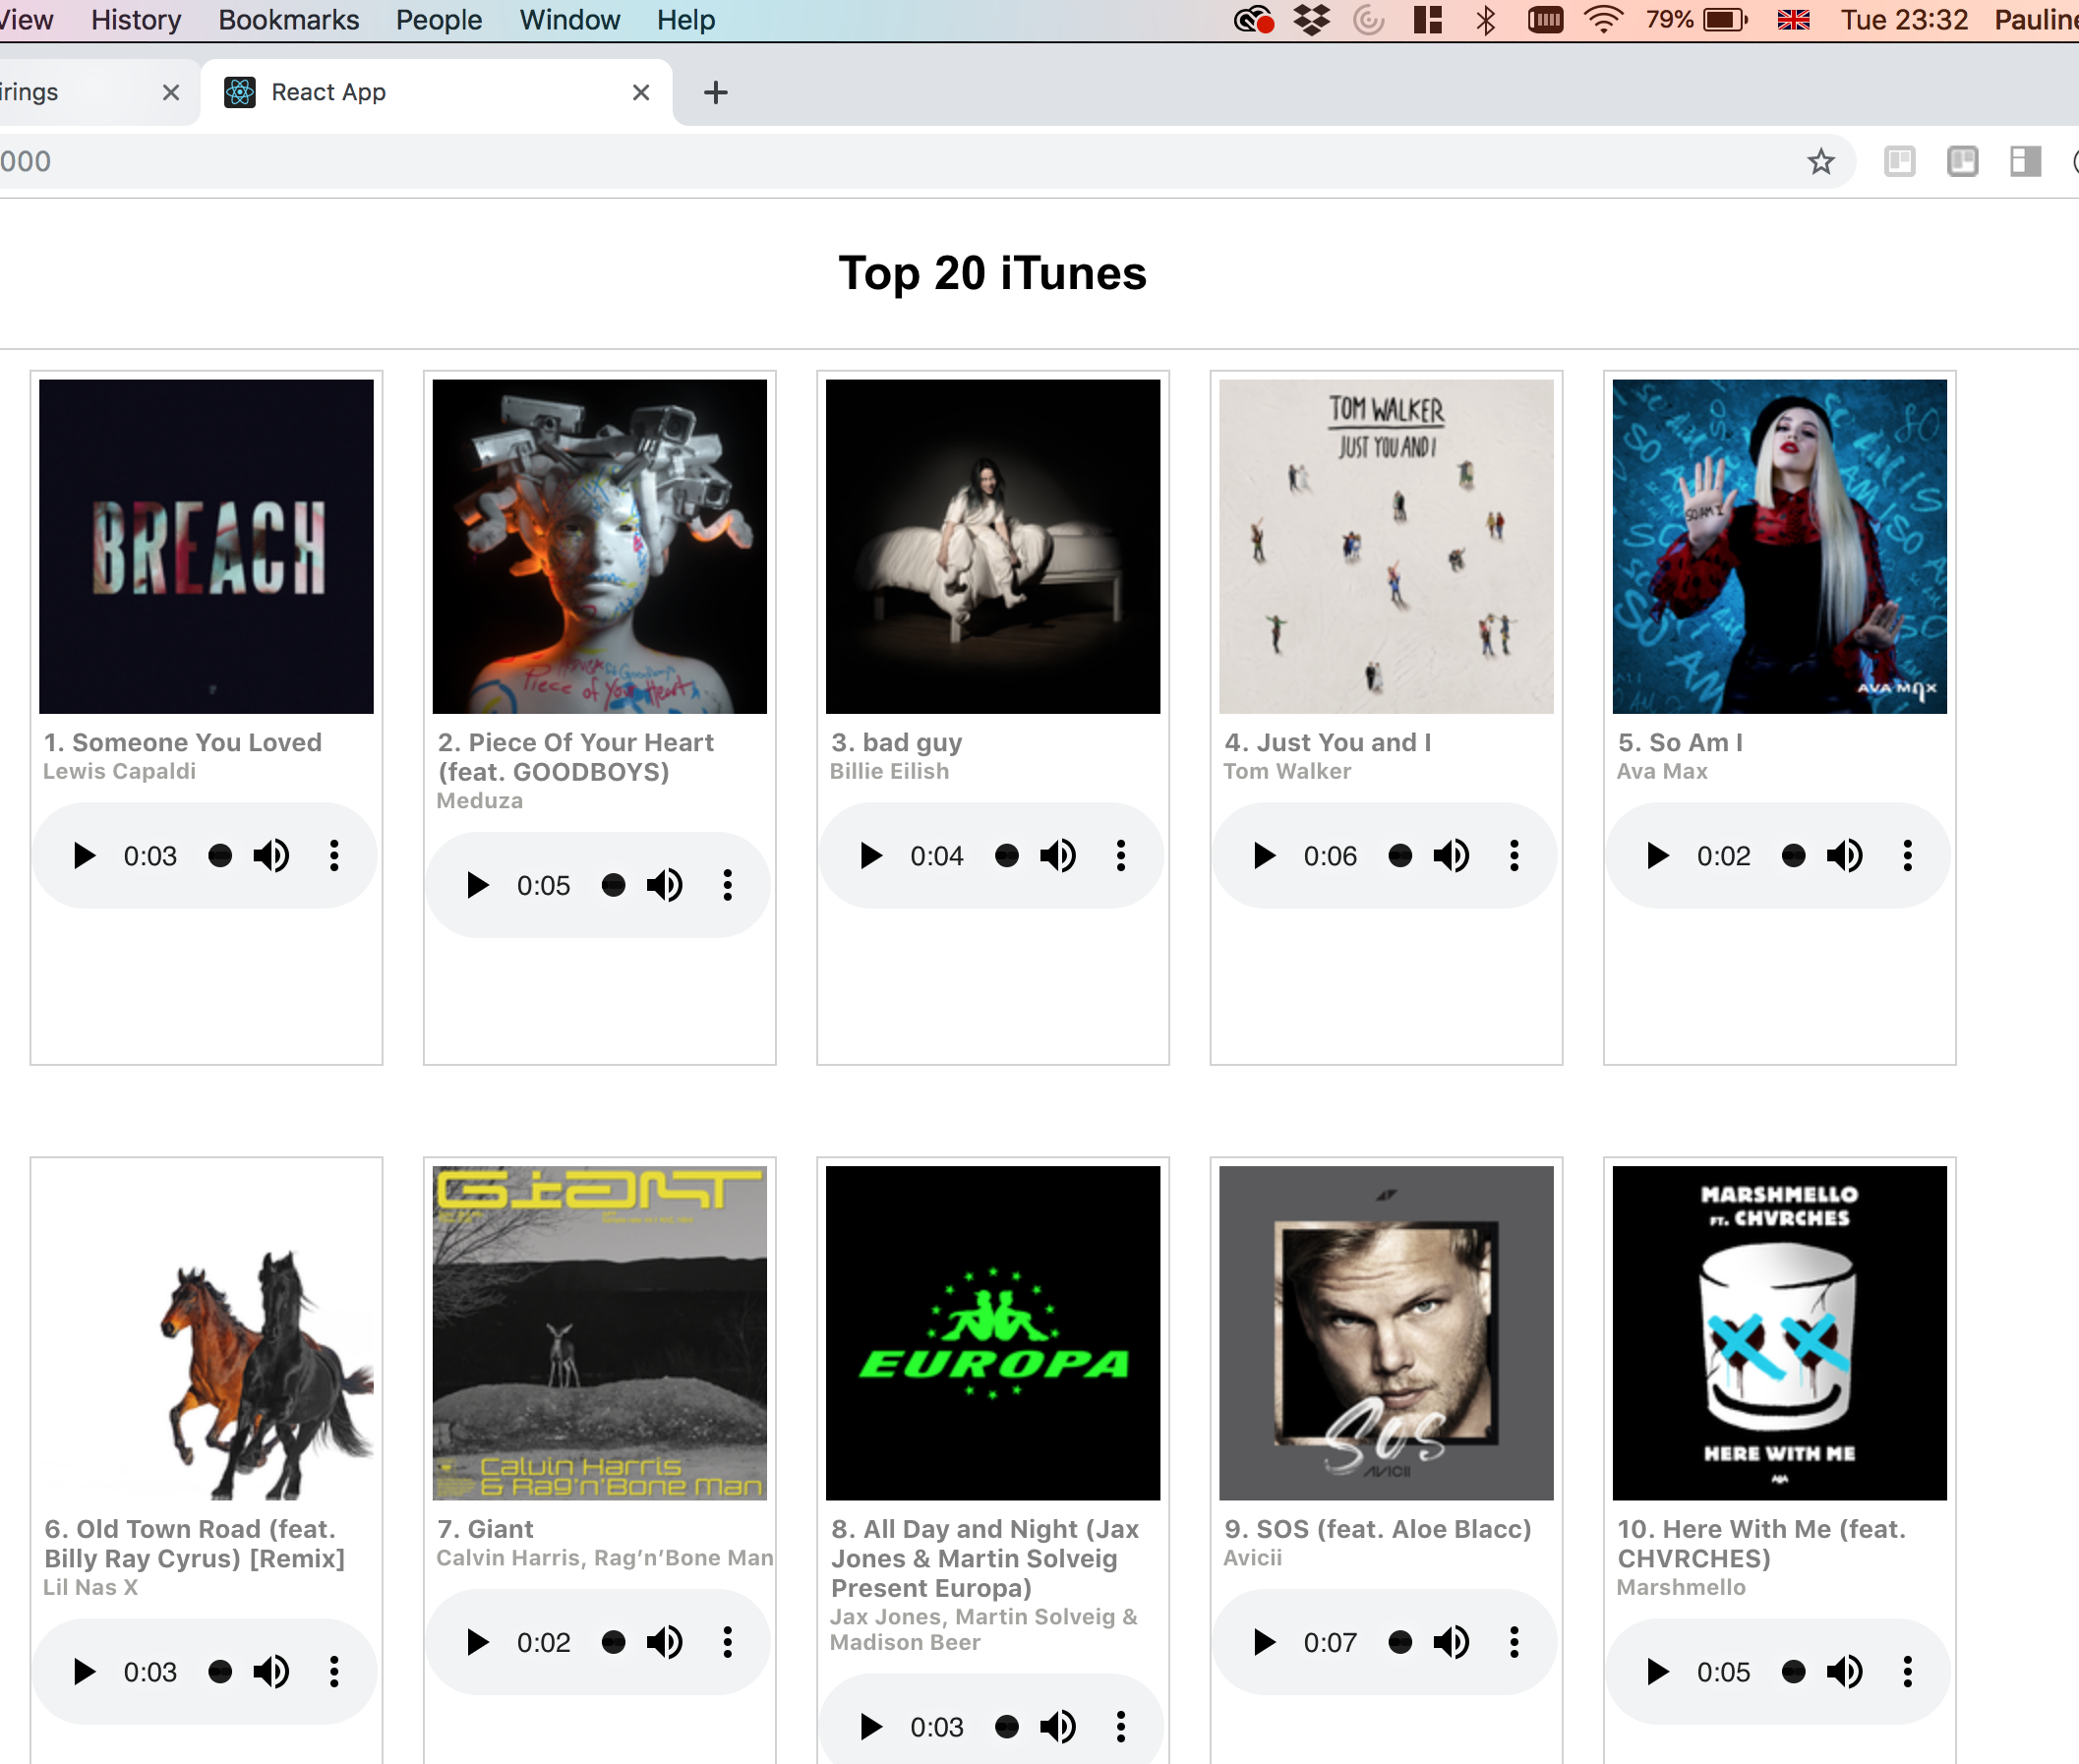 View History Bookmarks People Window Help 79% Tue 23:32 Pauline
irings
React App
000
Top 20 iTunes
BREACH
Piece of Your Heart
TOM WALKER
JUST YOU AND I
SO AM I
AVA MAX
1. Someone You Loved
Lewis Capaldi
0:03
2. Piece Of Your Heart
(feat. GOODBOYS)
Meduza
0:05
3. bad guy
Billie Eilish
0:04
4. Just You and I
Tom Walker
0:06
5. So Am I
Ava Max
0:02
GIANT
Calvin Harris
& Rag'n'Bone Man
EUROPA
SOS
AVICII
MARSHMELLO
FT. CHVRCHES
HERE WITH ME
6. Old Town Road (feat.
Billy Ray Cyrus) [Remix]
Lil Nas X
0:03
7. Giant
Calvin Harris, Rag’n’Bone Man
0:02
8. All Day and Night (Jax
Jones & Martin Solveig
Present Europa)
Jax Jones, Martin Solveig &
Madison Beer
0:03
9. SOS (feat. Aloe Blacc)
Avicii
0:07
10. Here With Me (feat.
CHVRCHES)
Marshmello
0:05